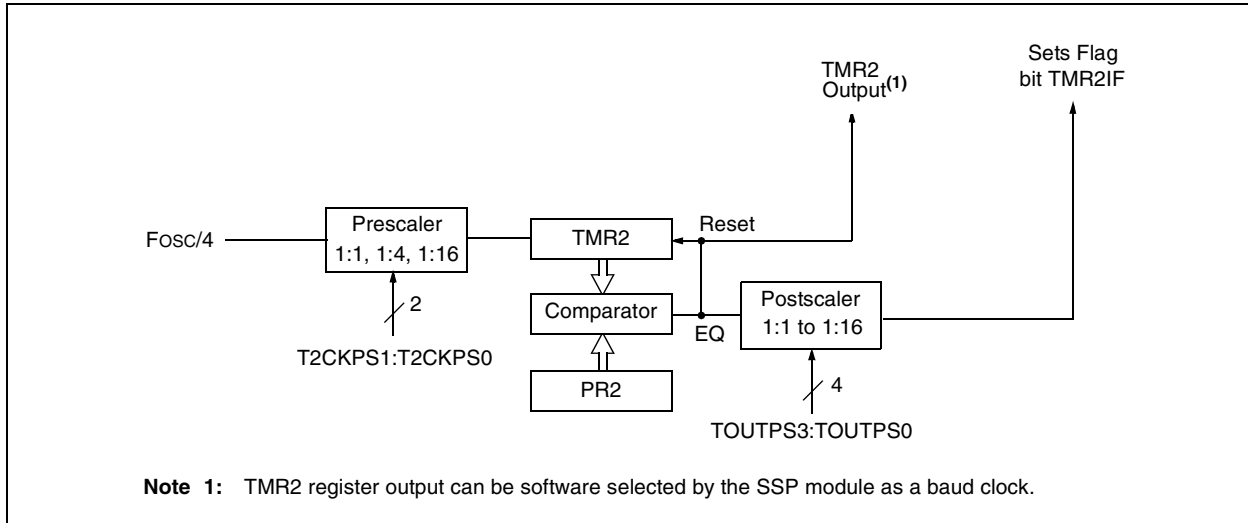 TMR2
Output(1)
Sets Flag
bit TMR2IF
Reset
Prescaler
1:1, 1:4, 1:16
FOSC/4
TMR2
2
Comparator
EQ
Postscaler
1:1 to 1:16
T2CKPS1:T2CKPS0
PR2
4
TOUTPS3:TOUTPS0
Note 1: TMR2 register output can be software selected by the SSP module as a baud clock.